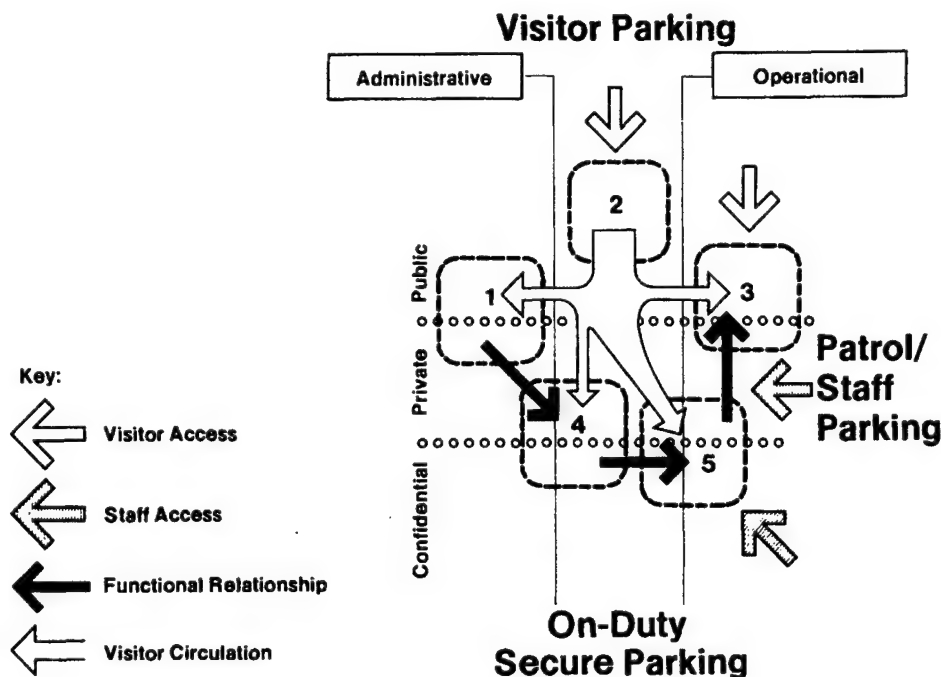 Visitor Parking
Administrative
Operational
2
1
3
Public
Private
Confidential
Patrol/
Staff
Parking
4
5
Key:
Visitor Access
Staff Access
Functional Relationship
Visitor Circulation
On-Duty
Secure Parking